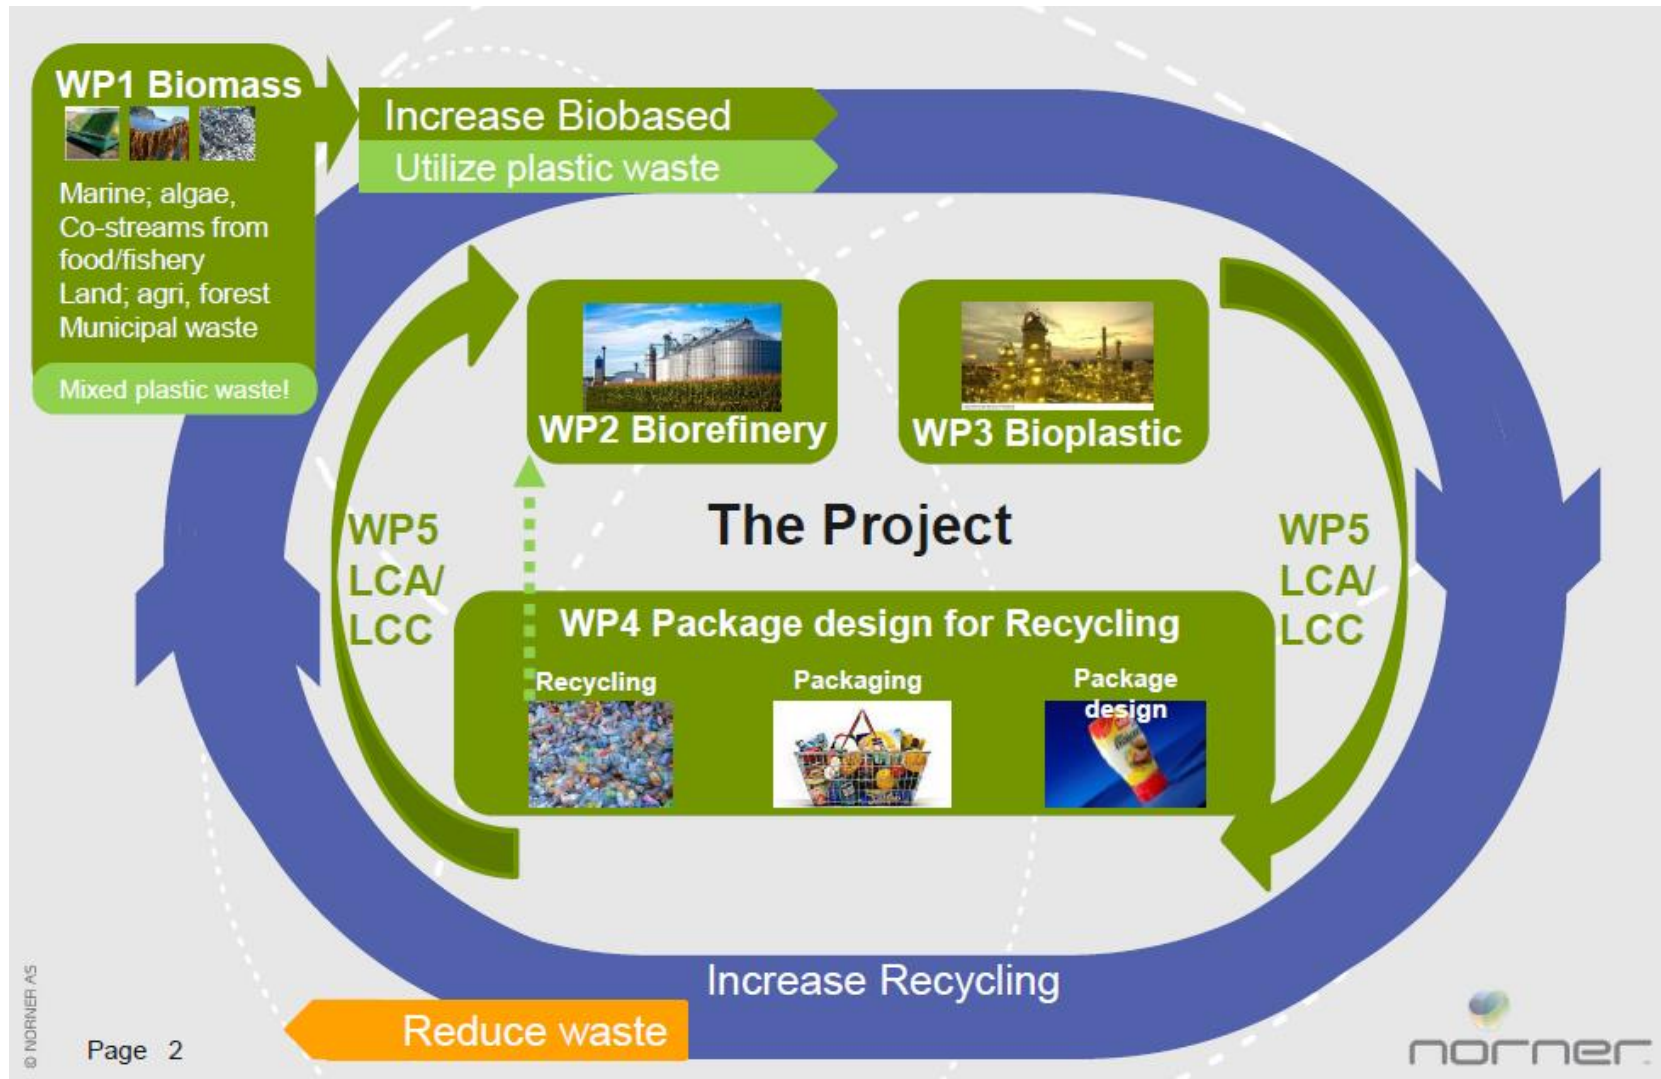 WP1 Biomass
Marine; algae,
Co-streams from
food/fishery
Land; agri, forest
Municipal waste
Mixed plastic waste!
Increase Biobased
Utilize plastic waste
WP2 Biorefinery
WP3 Bioplastic
The Project
WP5
LCA/
LCC
WP5
LCA/
LCC
WP4 Package design for Recycling
Recycling
Packaging
Package
design
Increase Recycling
Reduce waste
© NORNER AS
Page 2
norner